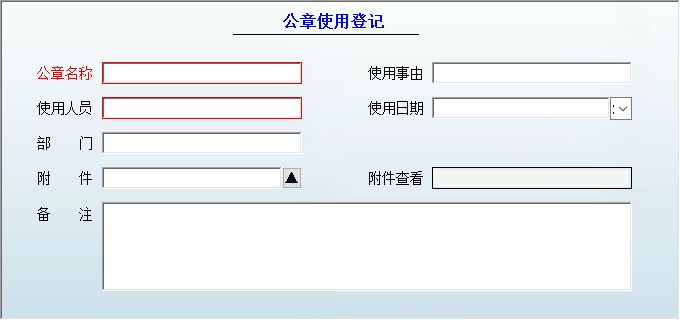 公章使用登记
公章名称 使用事由
使用人员 使用日期
部 门
附 件 附件查看
备 注